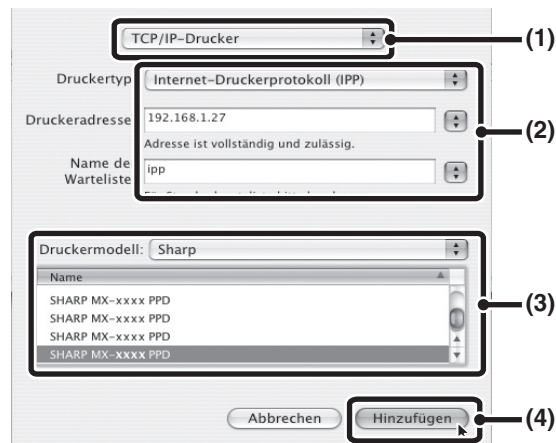 TCP/IP-Drucker
(1)
Druckertyp Internet-Druckerprotokoll (IPP)
Druckeradresse 192.168.1.27
(2)
Adresse ist vollständig und zulässig.
Name de
Warteliste ipp
Druckermodell: Sharp
Name
SHARP MX-xxxx PPD
SHARP MX-xxxx PPD
(3)
SHARP MX-xxxx PPD
SHARP MX-xxxx PPD
Abbrechen Hinzufügen (4)